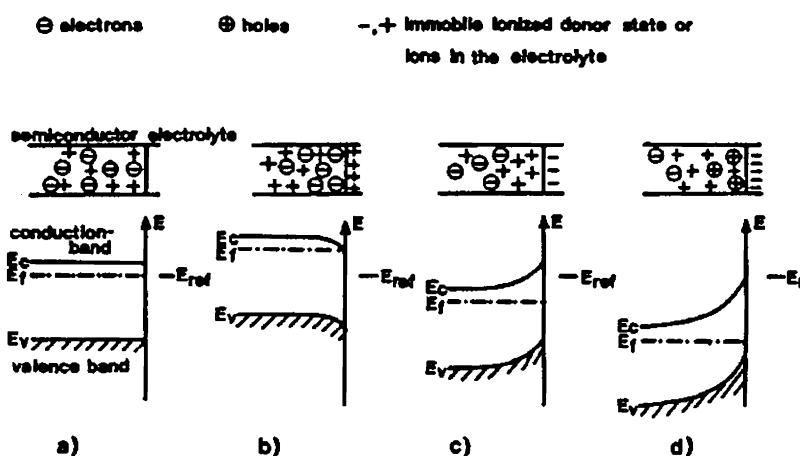 ⊖ electrons ⊕ holes -,+ Immobile ionized donor state or
ions in the electrolyte
semiconductor electrolyte
E E E E
conduction-
band
Ec
Ef
Ev
valence band
Eref
Ec
Ef
Ev
Eref
Ec
Ef
Ev
Eref
Ec
Ef
Ev
a) b) c) d)